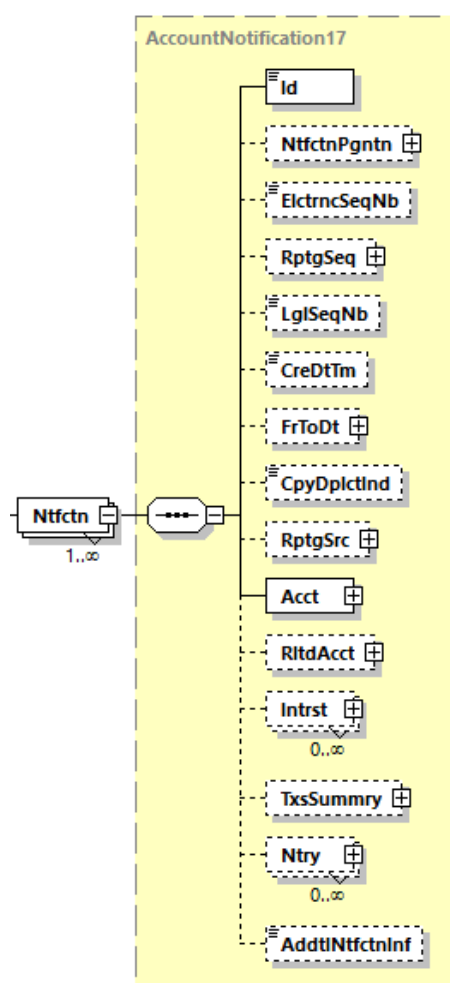 AccountNotification17
Id
NtfctnPgntn
ElctrncSeqNb
RptgSeq
LglSeqNb
CreDtTm
FrToDt
CpyDplctInd
Ntfctn
1..∞
RptgSrc
Acct
RltdAcct
Intrst
0..∞
TxsSummry
Ntry
0..∞
AddtlNtfctnInf